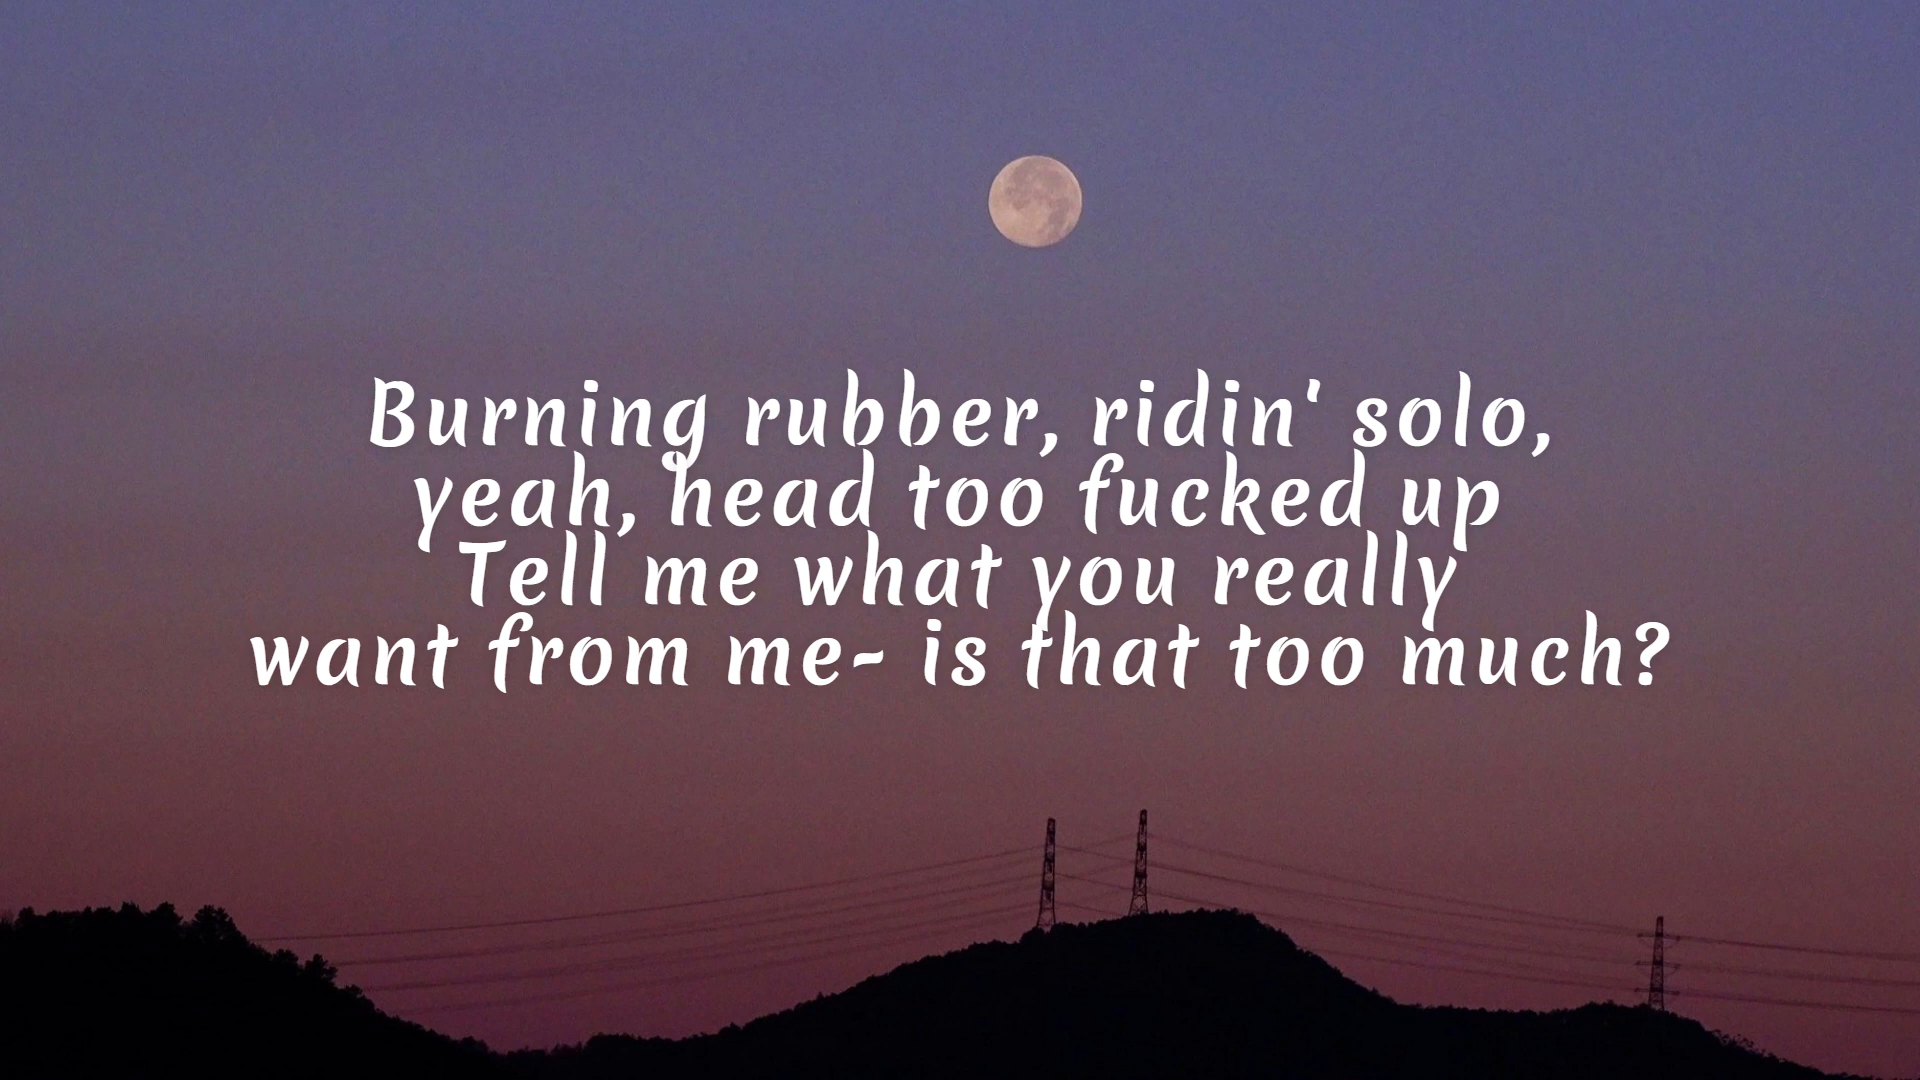 Burning rubber, ridin' solo,
yeah, head too fucked up
Tell me what you really
want from me- is that too much?